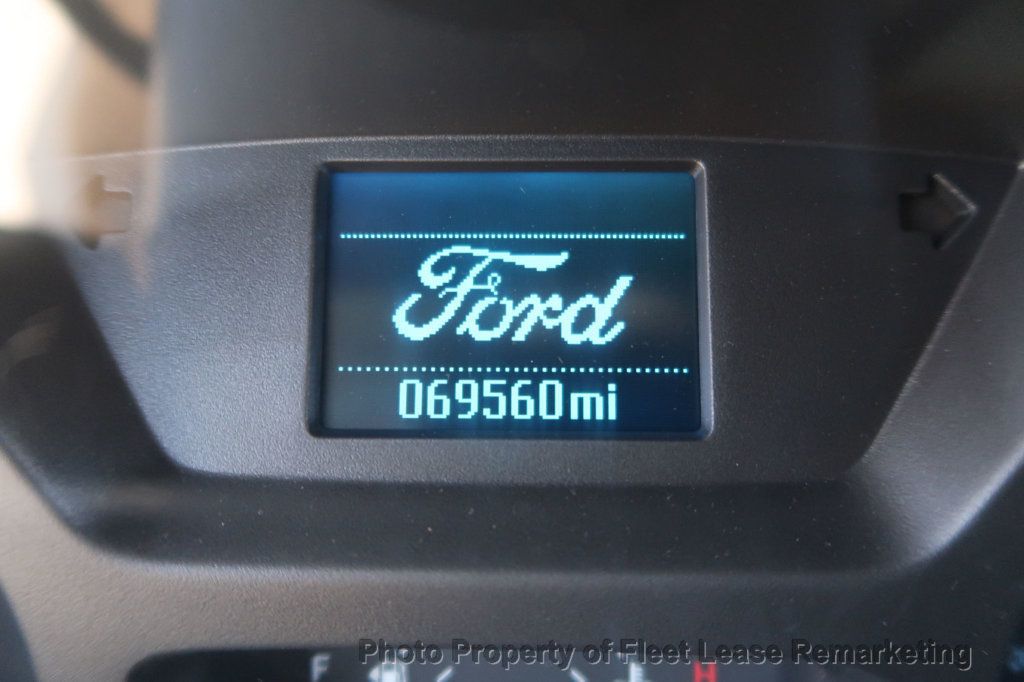 Ford
069560mi
F E H
Photo Property of Fleet Lease Remarketing